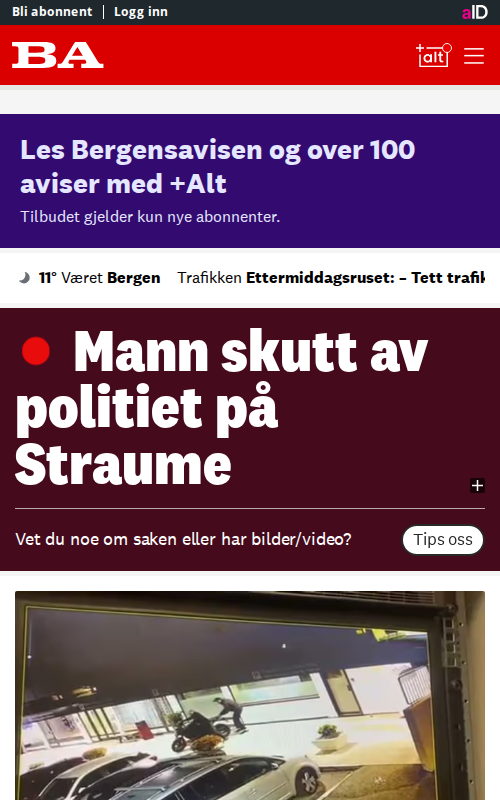 Bli abonnent
Logg inn
aID
BA
+alt
Les Bergensavisen og over 100
aviser med +Alt
Tilbudet gjelder kun nye abonnenter.
11° Været Bergen Trafikken Ettermiddagsruset: – Tett trafik
Mann skutt av
politiet på
Straume
+
Vet du noe om saken eller har bilder/video?
Tips oss